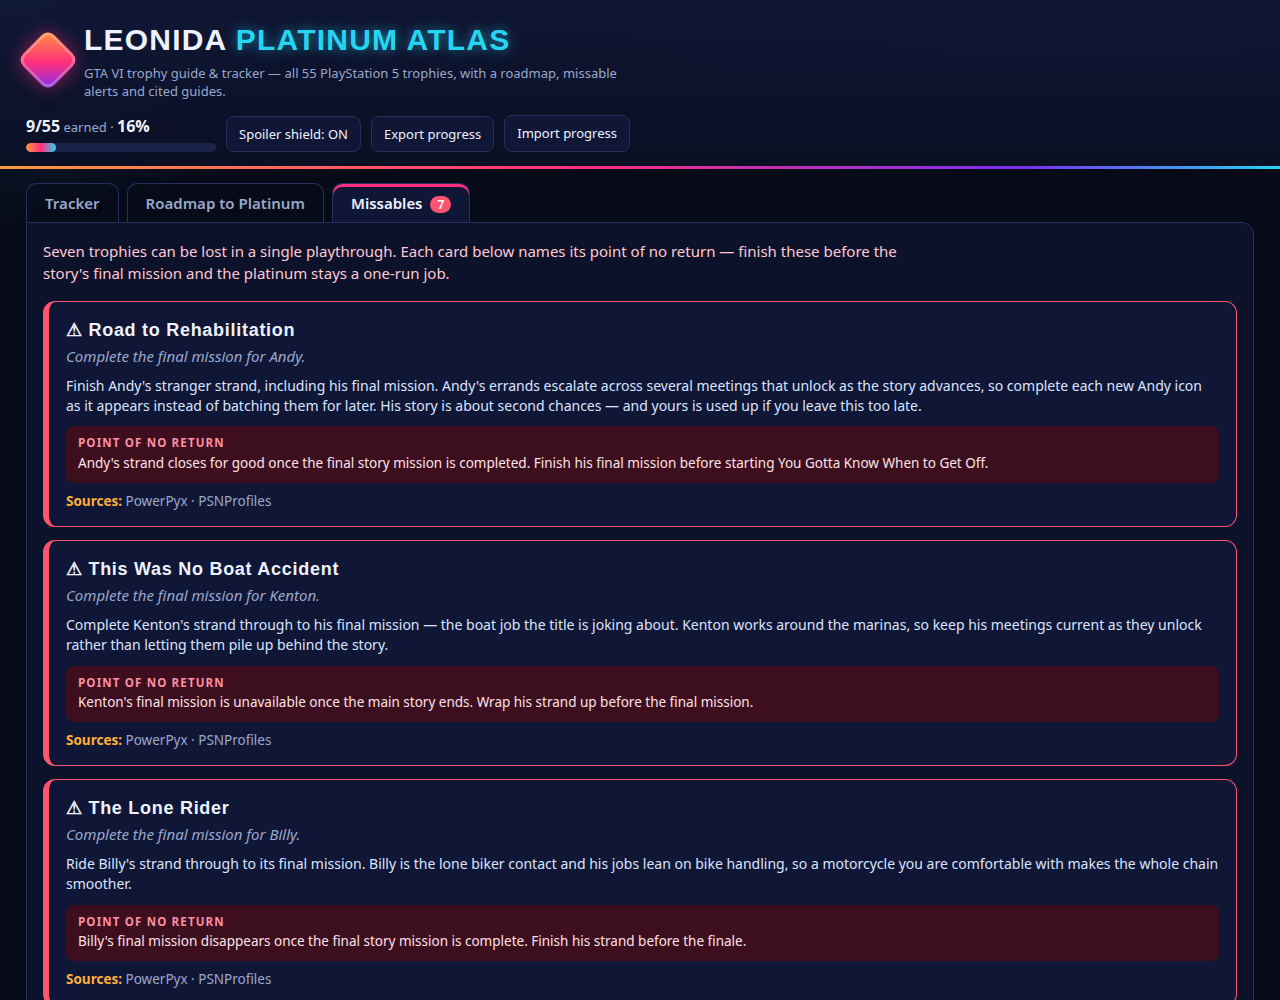 LEONIDA PLATINUM ATLAS
GTA VI trophy guide & tracker — all 55 PlayStation 5 trophies, with a roadmap, missable
alerts and cited guides.
9/55 earned · 16%
Spoiler shield: ON
Export progress
Import progress
Tracker
Roadmap to Platinum
Missables 7
Seven trophies can be lost in a single playthrough. Each card below names its point of no return — finish these before the
story's final mission and the platinum stays a one-run job.
⚠ Road to Rehabilitation
Complete the final mission for Andy.
Finish Andy's stranger strand, including his final mission. Andy's errands escalate across several meetings that unlock as the story advances, so complete each new Andy icon
as it appears instead of batching them for later. His story is about second chances — and yours is used up if you leave this too late.
POINT OF NO RETURN
Andy's strand closes for good once the final story mission is completed. Finish his final mission before starting You Gotta Know When to Get Off.
Sources: PowerPyx · PSNProfiles
⚠ This Was No Boat Accident
Complete the final mission for Kenton.
Complete Kenton's strand through to his final mission — the boat job the title is joking about. Kenton works around the marinas, so keep his meetings current as they unlock
rather than letting them pile up behind the story.
POINT OF NO RETURN
Kenton's final mission is unavailable once the main story ends. Wrap his strand up before the final mission.
Sources: PowerPyx · PSNProfiles
⚠ The Lone Rider
Complete the final mission for Billy.
Ride Billy's strand through to its final mission. Billy is the lone biker contact and his jobs lean on bike handling, so a motorcycle you are comfortable with makes the whole chain
smoother.
POINT OF NO RETURN
Billy's final mission disappears once the final story mission is complete. Finish his strand before the finale.
Sources: PowerPyx · PSNProfiles